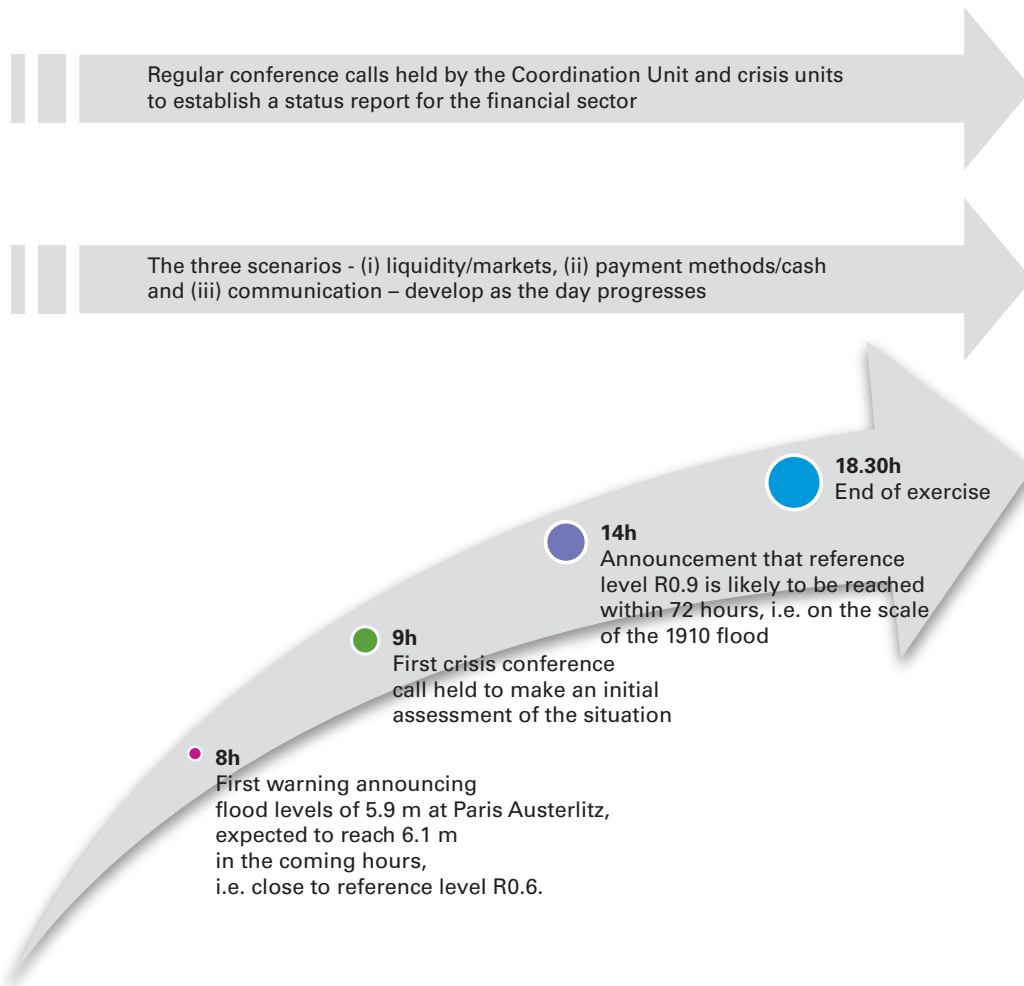 Regular conference calls held by the Coordination Unit and crisis units
to establish a status report for the financial sector
The three scenarios - (i) liquidity/markets, (ii) payment methods/cash
and (iii) communication – develop as the day progresses
18.30h
End of exercise
14h
Announcement that reference
level R0.9 is likely to be reached
within 72 hours, i.e. on the scale
of the 1910 flood
9h
First crisis conference
call held to make an initial
assessment of the situation
8h
First warning announcing
flood levels of 5.9 m at Paris Austerlitz,
expected to reach 6.1 m
in the coming hours,
i.e. close to reference level R0.6.